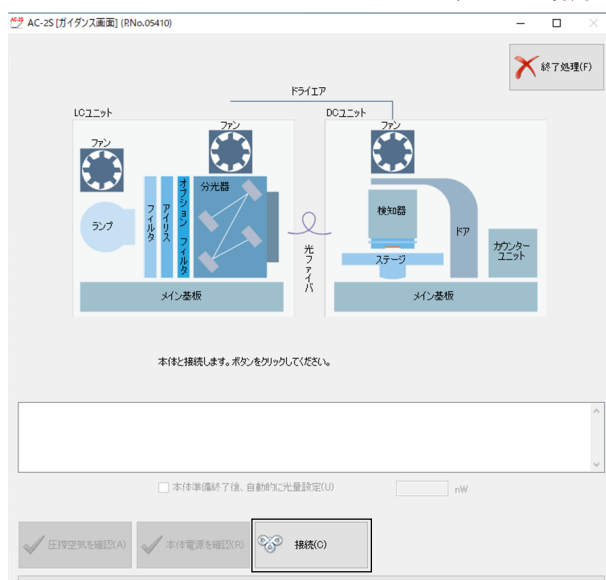 AC-2S [ガイダンス画面] (P.No.05410)
終了処理(F)
ドライエア
LCユニット
DCユニット
ファン
ファン
ファン
ランプ
フィルタ
アイリス
オプション フィルタ
分光器
光ファイバ
検知器
ステージ
ドア
カウンター
ユニット
メイン基板
メイン基板
本体と接続します。ボタンをクリックしてください。
本体準備終了後、自動的に光量設定(U)
nW
圧搾空気を確認(A)
本体電源を確認(R)
接続(C)